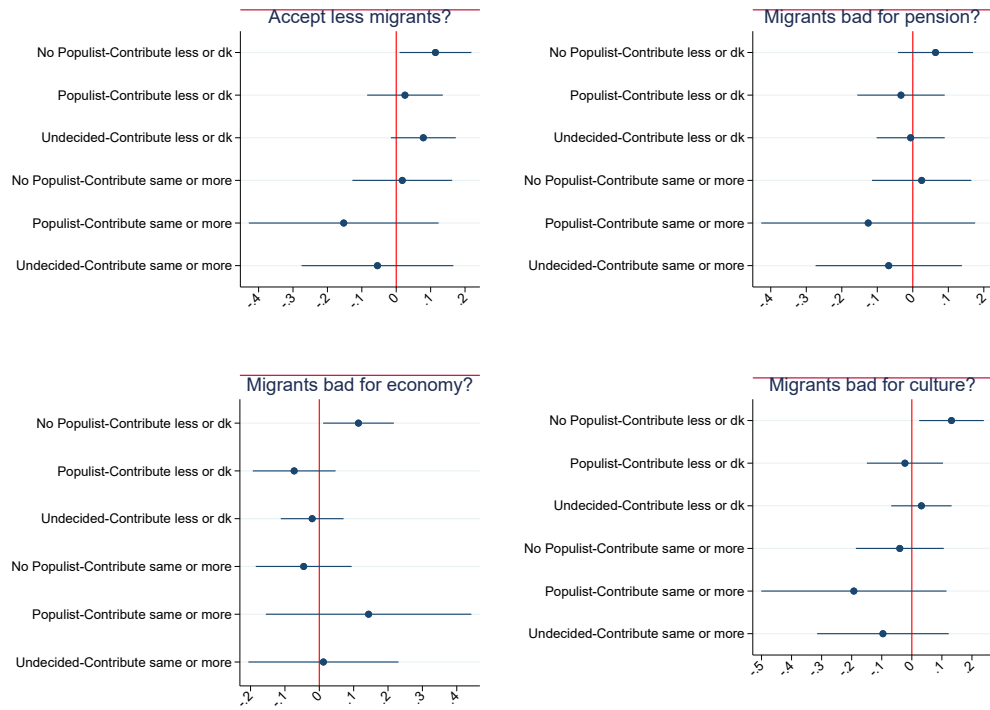 Accept less migrants?
No Populist-Contribute less or dk
Populist-Contribute less or dk
Undecided-Contribute less or dk
No Populist-Contribute same or more
Populist-Contribute same or more
Undecided-Contribute same or more
-.4 -.3 -.2 -.1 0 .1 .2
Migrants bad for pension?
No Populist-Contribute less or dk
Populist-Contribute less or dk
Undecided-Contribute less or dk
No Populist-Contribute same or more
Populist-Contribute same or more
Undecided-Contribute same or more
-.4 -.3 -.2 -.1 0 .1 .2
Migrants bad for economy?
No Populist-Contribute less or dk
Populist-Contribute less or dk
Undecided-Contribute less or dk
No Populist-Contribute same or more
Populist-Contribute same or more
Undecided-Contribute same or more
-.2 -.1 0 .1 .2 .3 .4
Migrants bad for culture?
No Populist-Contribute less or dk
Populist-Contribute less or dk
Undecided-Contribute less or dk
No Populist-Contribute same or more
Populist-Contribute same or more
Undecided-Contribute same or more
-.5 -.4 -.3 -.2 -.1 0 .1 .2